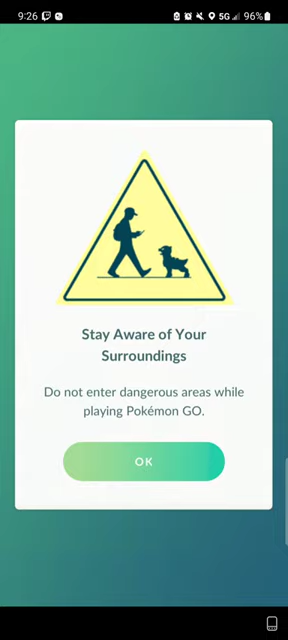 9:26 5G 96%
Stay Aware of Your
Surroundings
Do not enter dangerous areas while
playing Pokémon GO.
OK